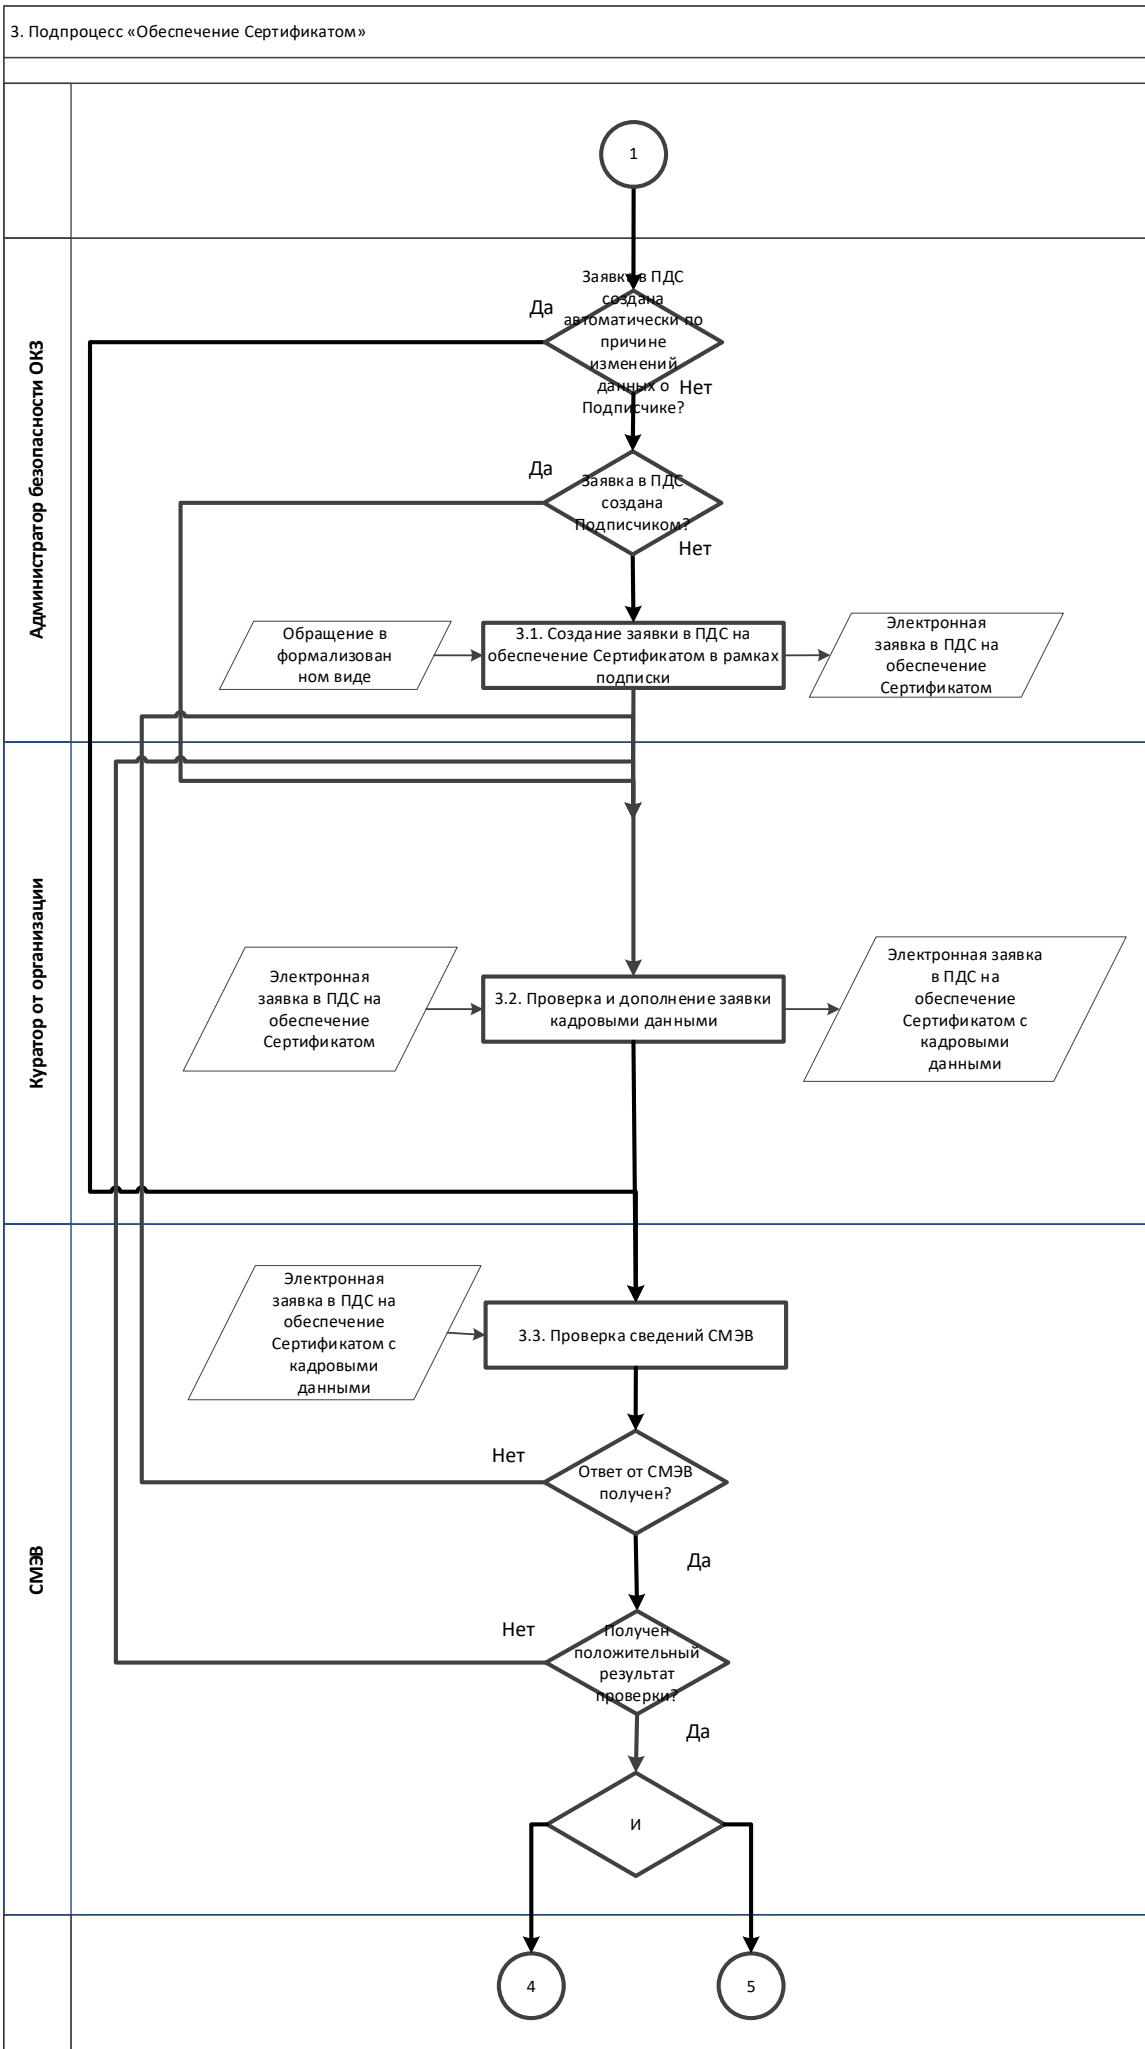 3. Подпроцесс «Обеспечение Сертификатом»
1
Администратор безопасности ОКЗ
Заявка в ПДС
создана
автоматически по
причине
изменений
данных о
Подписчике?
Да
Нет
Заявка в ПДС
создана
Подписчиком?
Да
Нет
Обращение в
формализован
ном виде
3.1. Создание заявки в ПДС на
обеспечение Сертификатом в рамках
подписки
Электронная
заявка в ПДС на
обеспечение
Сертификатом
Куратор от организации
Электронная
заявка в ПДС на
обеспечение
Сертификатом
3.2. Проверка и дополнение заявки
кадровыми данными
Электронная заявка
в ПДС на
обеспечение
Сертификатом с
кадровыми
данными
СМЭВ
Электронная
заявка в ПДС на
обеспечение
Сертификатом с
кадровыми
данными
3.3. Проверка сведений СМЭВ
Нет
Ответ от СМЭВ
получен?
Да
Нет
Получен
положительный
результат
проверки?
Да
И
4
5